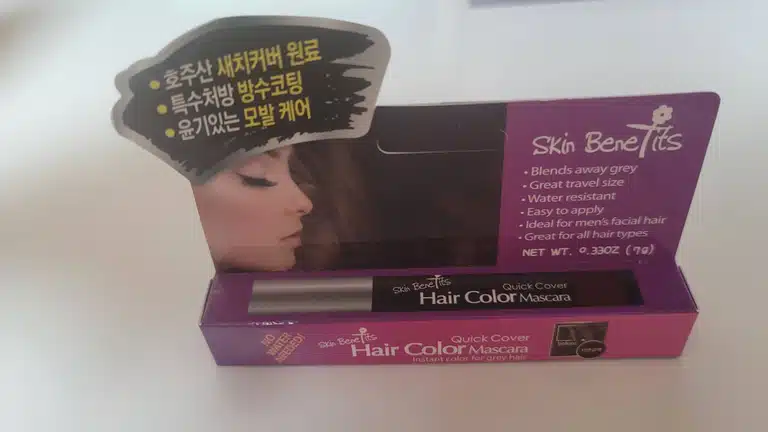 • 호주산 새치커버 원료
• 특수처방 방수코팅
• 윤기있는 모발 케어
Skin Benefits
• Blends away grey
• Great travel size
• Water resistant
• Easy to apply
• Ideal for men's facial hair
• Great for all hair types
NET WT. 0.33OZ (7g)
Skin Benefits
Quick Cover
Hair Color Mascara
NO
WATER
NEEDED!
Skin Benefits
Quick Cover
Hair Color Mascara
Instant color for grey hair